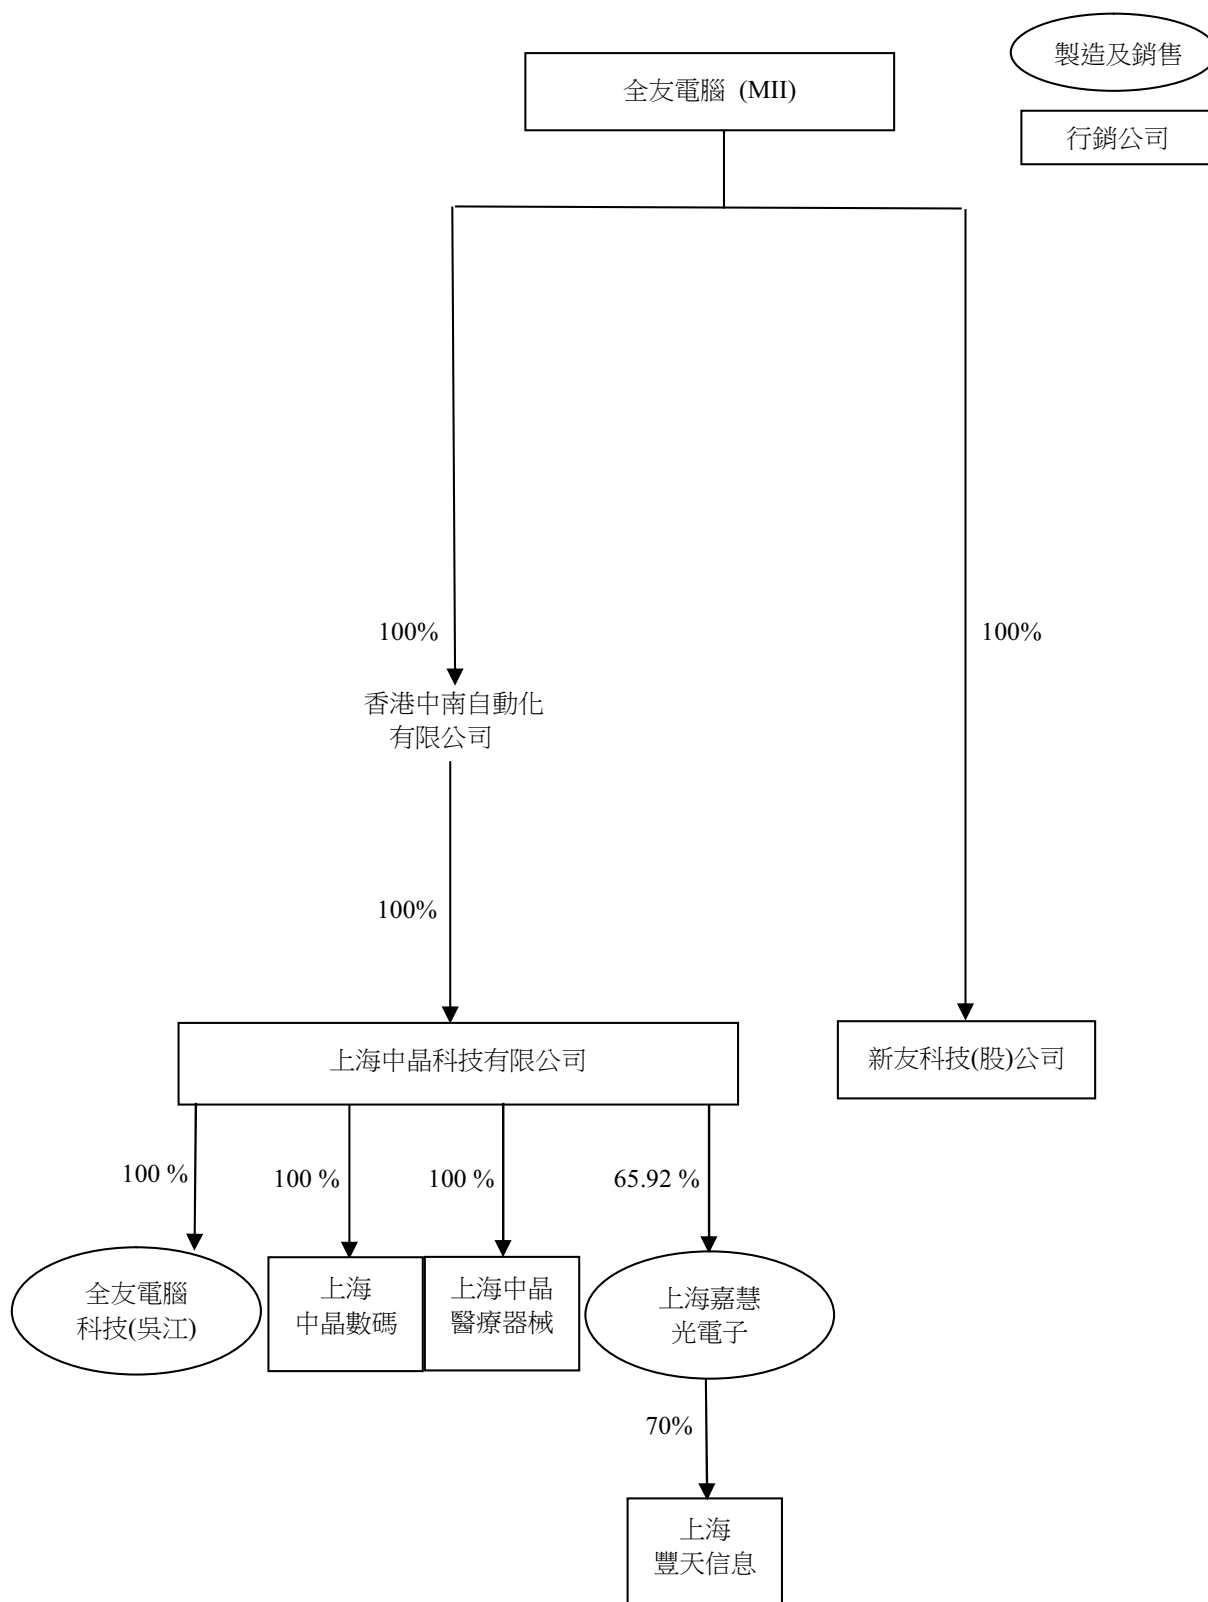 製造及銷售
全友電腦 (MII)
行銷公司
100%
100%
香港中南自動化
有限公司
100%
上海中晶科技有限公司
新友科技(股)公司
100 %
100 %
100 %
65.92 %
全友電腦
科技(吳江)
上海
中晶數碼
上海中晶
醫療器械
上海嘉慧
光電子
70%
上海
豐天信息